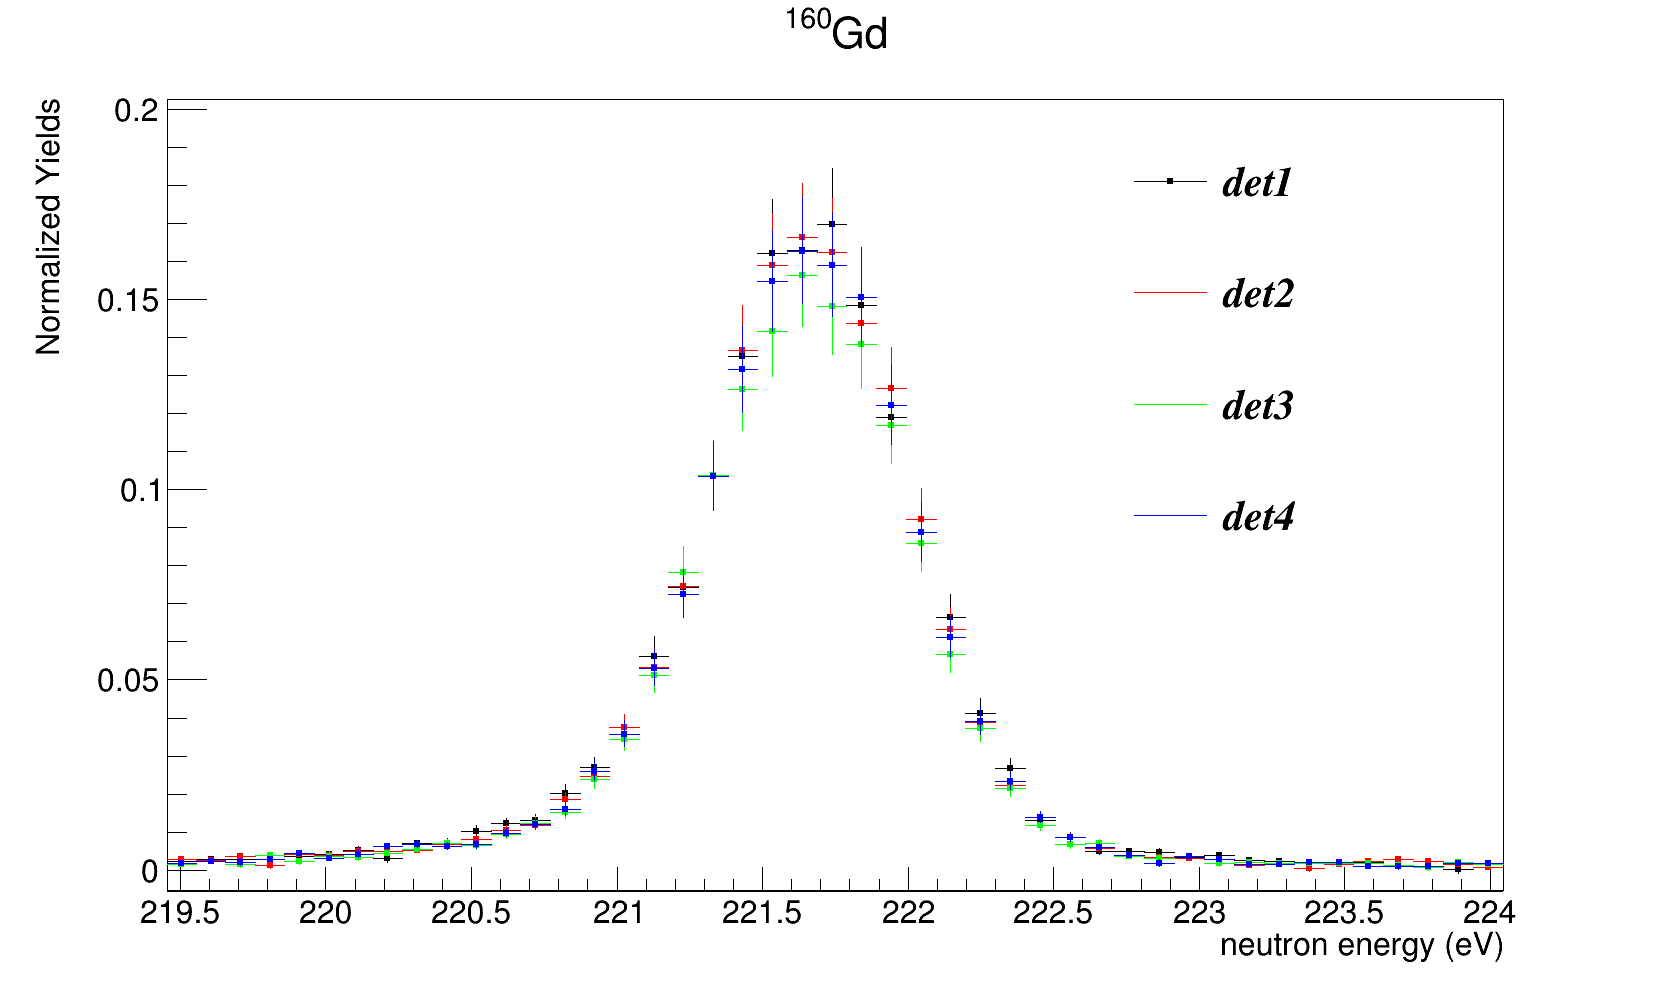 ¹⁶⁰Gd
Normalized Yields
0.2
0.15
0.1
0.05
0
det1
det2
det3
det4
219.5 220 220.5 221 221.5 222 222.5 223 223.5 224
neutron energy (eV)